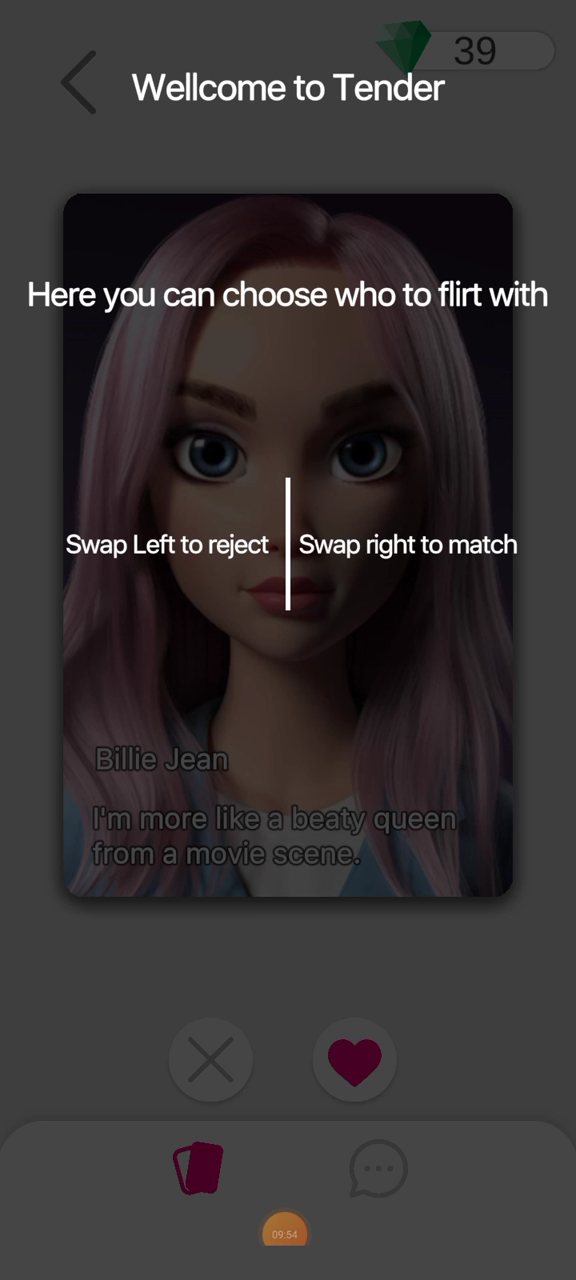 39
Wellcome to Tender
Here you can choose who to flirt with
Swap Left to reject
Swap right to match
Billie Jean
I'm more like a beaty queen
from a movie scene.
09:54